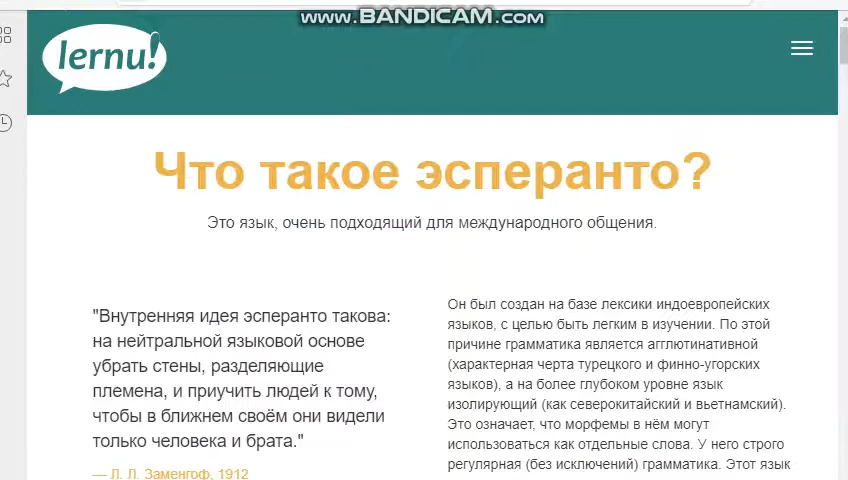 www.BANDICAM.com
lernu!
Что такое эсперанто?
Это язык, очень подходящий для международного общения.
"Внутренняя идея эсперанто такова:
на нейтральной языковой основе
убрать стены, разделяющие
племена, и приучить людей к тому,
чтобы в ближнем своём они видели
только человека и брата."
— Л. Л. Заменгоф, 1912
Он был создан на базе лексики индоевропейских
языков, с целью быть легким в изучении. По этой
причине грамматика является агглютинативной
(характерная черта турецкого и финно-угорских
языков), а на более глубоком уровне язык
изолирующий (как северокитайский и вьетнамский).
Это означает, что морфемы в нём могут
использоваться как отдельные слова. У него строго
регулярная (без исключений) грамматика. Этот язык